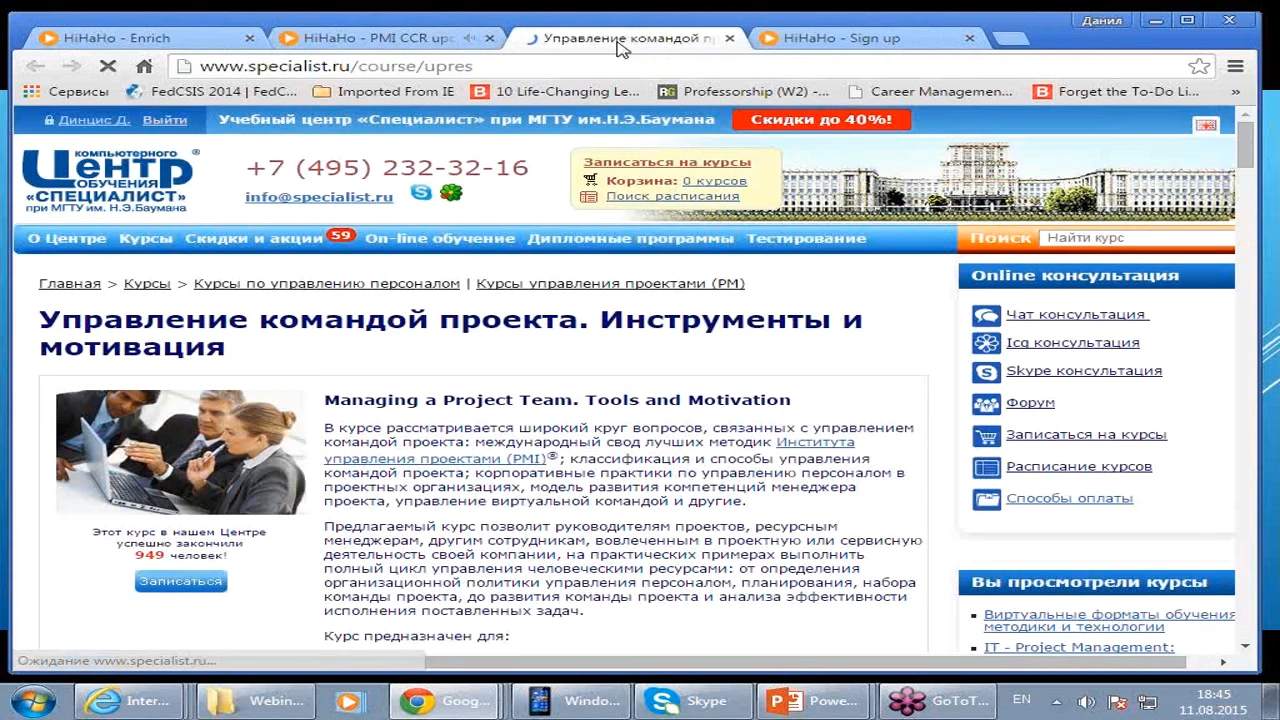 Данил
HiHaHo - Enrich
HiHaHo - PMI CCR upd
Управление командой п
HiHaHo - Sign up
www.specialist.ru/course/upres
Сервисы
FedCSIS 2014 | FedC...
Imported From IE
10 Life-Changing Le...
Professorship (W2) -...
Career Managemen...
Forget the To-Do Li...
»
Динцис Д.
Выйти
Учебный центр «Специалист» при МГТУ им.Н.Э.Баумана
Скидки до 40%!
компьютерного
Центр
ОБУЧЕНИЯ
«СПЕЦИАЛИСТ»
при МГТУ им. Н.Э.Баумана
+7 (495) 232-32-16
info@specialist.ru
Записаться на курсы
Корзина: 0 курсов
Поиск расписания
О Центре
Курсы
Скидки и акции
59
On-line обучение
Дипломные программы
Тестирование
Поиск
Найти курс
Главная > Курсы > Курсы по управлению персоналом | Курсы управления проектами (PM)
Управление командой проекта. Инструменты и
мотивация
Managing a Project Team. Tools and Motivation
В курсе рассматривается широкий круг вопросов, связанных с управлением
командой проекта: международный свод лучших методик Института
управления проектами (PMI)®; классификация и способы управления
командой проекта; корпоративные практики по управлению персоналом в
проектных организациях, модель развития компетенций менеджера
проекта, управление виртуальной командой и другие.
Предлагаемый курс позволит руководителям проектов, ресурсным
менеджерам, другим сотрудникам, вовлеченным в проектную или сервисную
деятельность своей компании, на практических примерах выполнить
полный цикл управления человеческими ресурсами: от определения
организационной политики управления персоналом, планирования, набора
команды проекта, до развития команды проекта и анализа эффективности
исполнения поставленных задач.
Курс предназначен для:
Этот курс в нашем Центре
успешно закончили
949 человек!
Записаться
Online консультация
Чат консультация
Icq консультация
Skype консультация
Форум
Записаться на курсы
Расписание курсов
Способы оплаты
Вы просмотрели курсы
Виртуальные форматы обучения
методики и технологии
IT - Project Management:
Ожидание www.specialist.ru...
Inter...
Webin...
Goog...
Windo...
Skype
Powe...
GoToT...
EN
18:45
11.08.2015